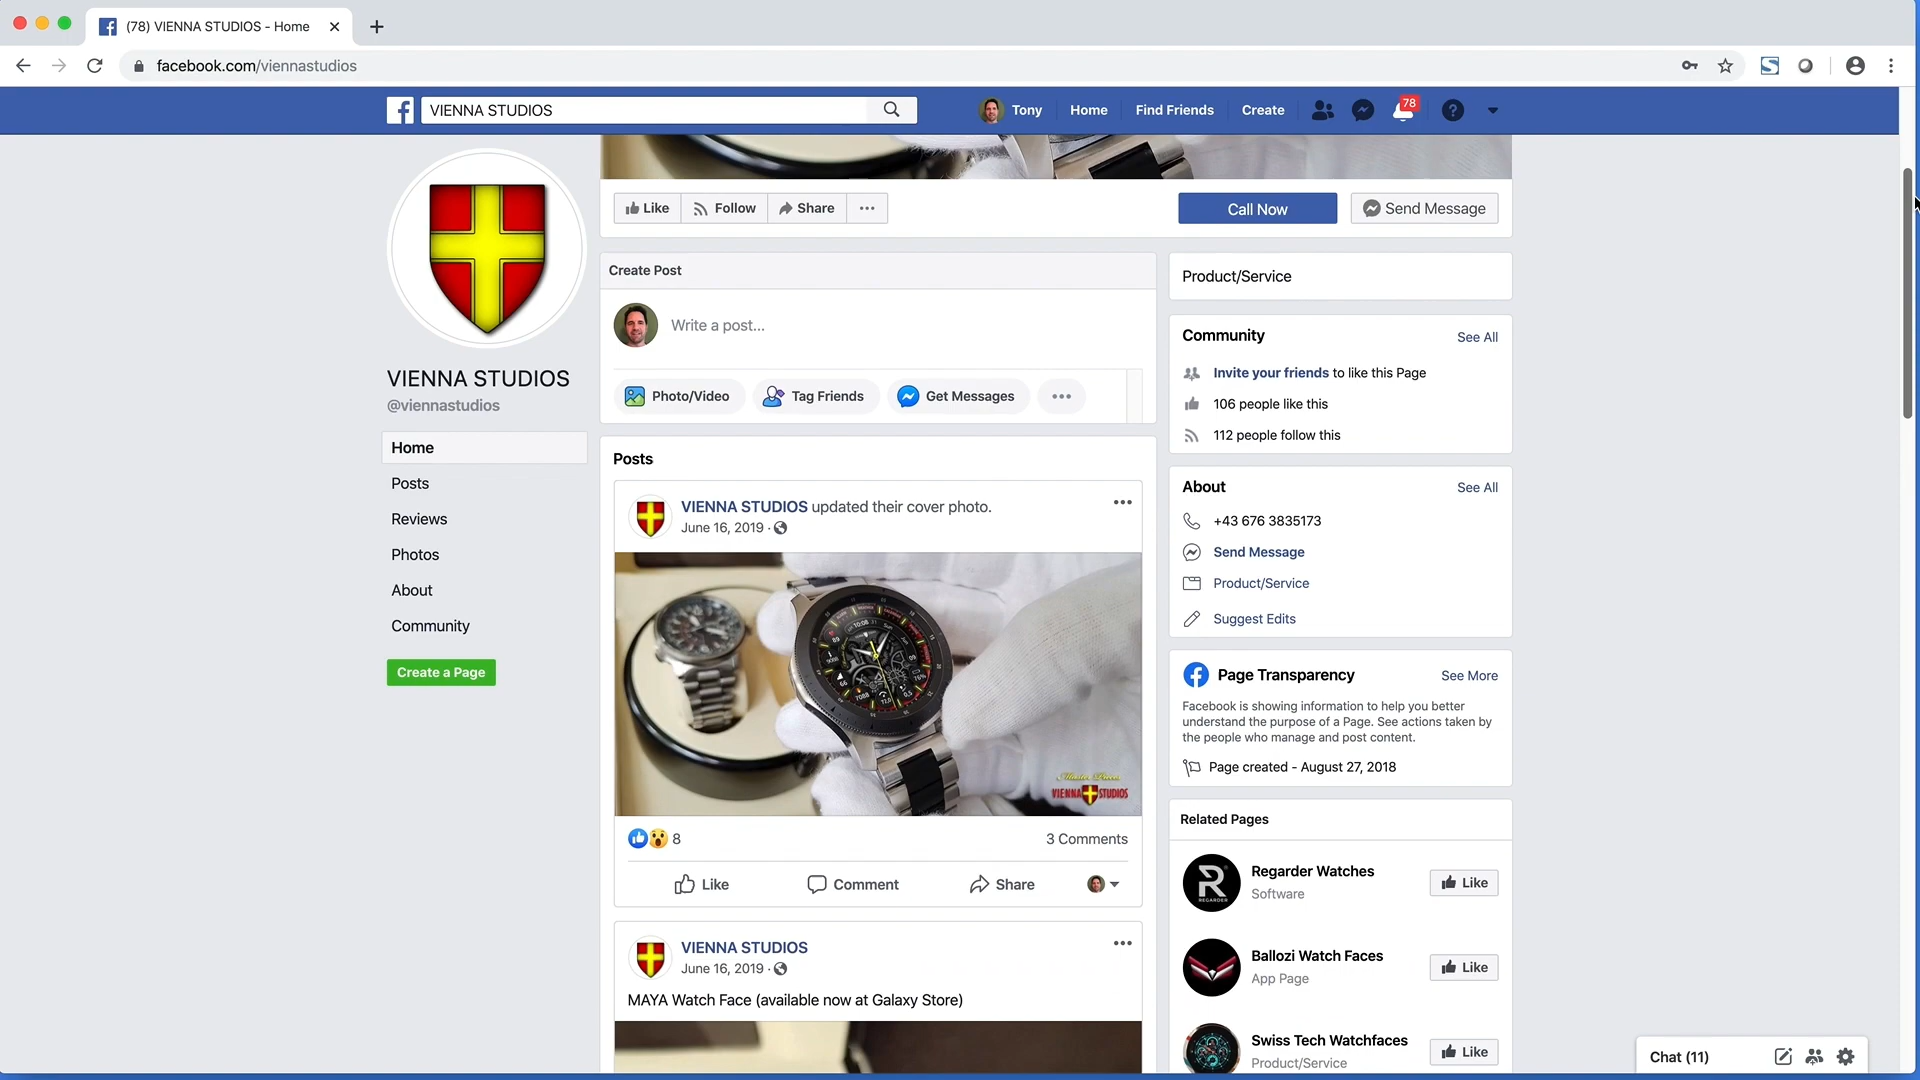 (78) VIENNA STUDIOS - Home
facebook.com/viennastudios
VIENNA STUDIOS
Tony
Home
Find Friends
Create
78
Like
Follow
Share
Call Now
Send Message
VIENNA STUDIOS
@viennastudios
Home
Posts
Reviews
Photos
About
Community
Create a Page
Create Post
Write a post...
Photo/Video
Tag Friends
Get Messages
Posts
VIENNA STUDIOS updated their cover photo.
June 16, 2019 ·
VIENNA STUDIOS
8
3 Comments
Like
Comment
Share
VIENNA STUDIOS
June 16, 2019 ·
MAYA Watch Face (available now at Galaxy Store)
Product/Service
Community
See All
Invite your friends to like this Page
106 people like this
112 people follow this
About
See All
+43 676 3835173
Send Message
Product/Service
Suggest Edits
Page Transparency
See More
Facebook is showing information to help you better
understand the purpose of a Page. See actions taken by
the people who manage and post content.
Page created - August 27, 2018
Related Pages
REGARDER
Regarder Watches
Software
Like
Ballozi Watch Faces
App Page
Like
Swiss Tech Watchfaces
Product/Service
Like
Chat (11)